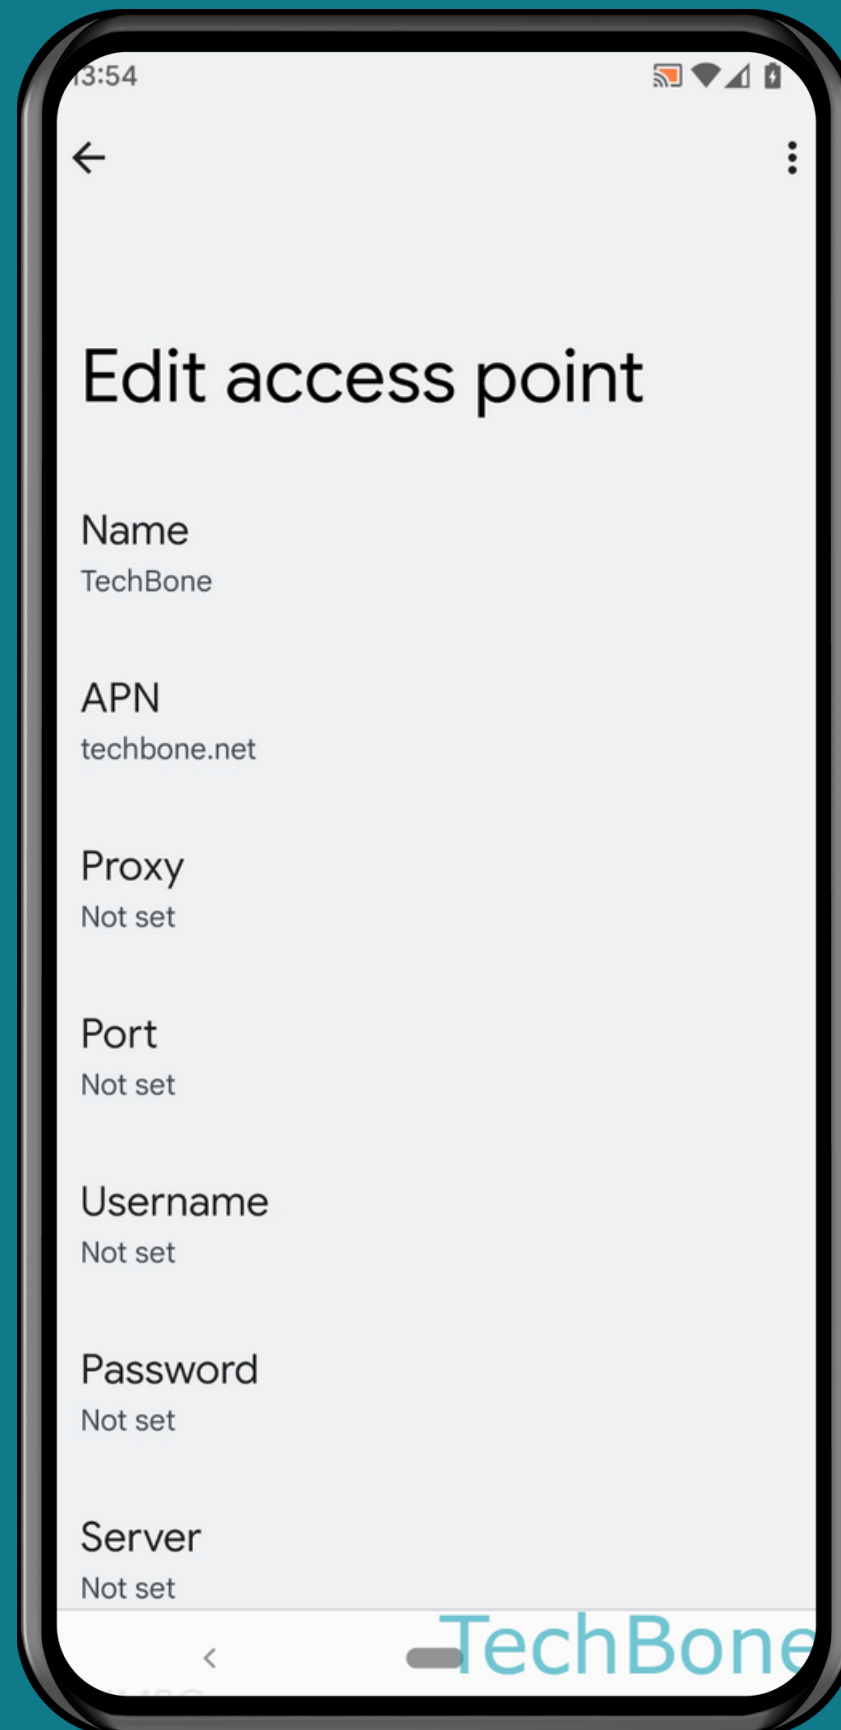 13:54
Edit access point
Name
TechBone
APN
techbone.net
Proxy
Not set
Port
Not set
Username
Not set
Password
Not set
Server
Not set
TechBone